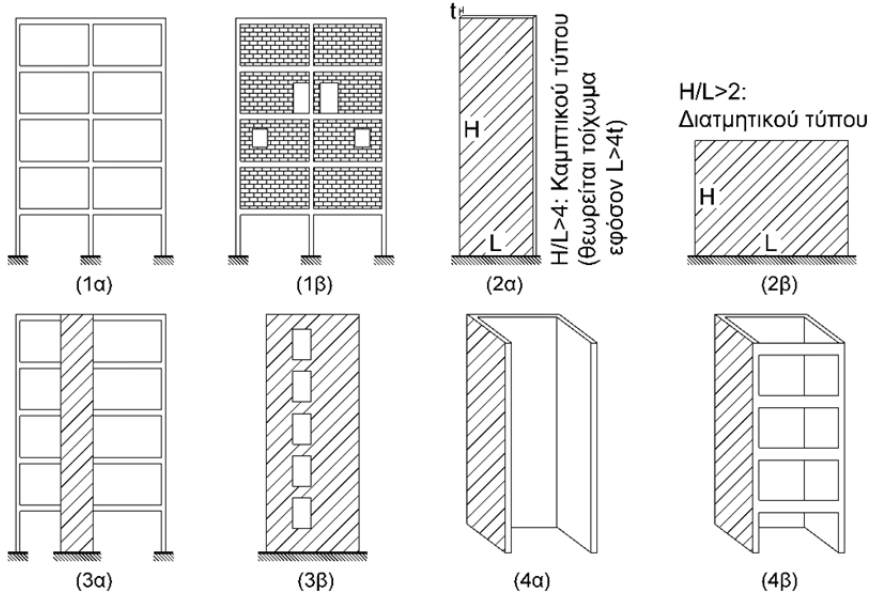 t
H
L
H/L>4: Καμπτικού τύπου
(θεωρείται τοίχωμα
εφόσον L>4t)
H/L>2:
Διατμητικού τύπου
H
L
(1α)
(1β)
(2α)
(2β)
(3α)
(3β)
(4α)
(4β)